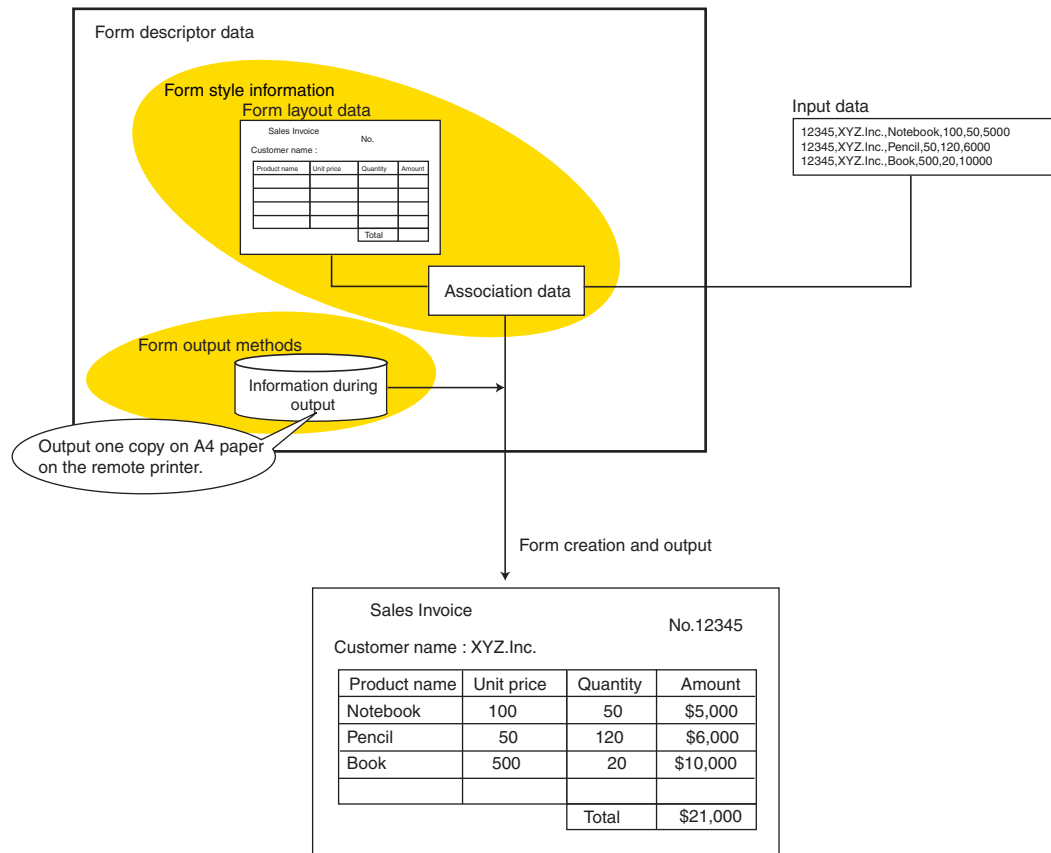 Form descriptor data
Form style information
Form layout data
Sales Invoice
No.
Customer name :
Product name Unit price Quantity Amount
Total
Association data
Input data
12345,XYZ.Inc.,Notebook,100,50,5000
12345,XYZ.Inc.,Pencil,50,120,6000
12345,XYZ.Inc.,Book,500,20,10000
Form output methods
Information during
output
Output one copy on A4 paper
on the remote printer.
Form creation and output
Sales Invoice
No.12345
Customer name : XYZ.Inc.
Product name Unit price Quantity Amount
Notebook 100 50 $5,000
Pencil 50 120 $6,000
Book 500 20 $10,000
Total $21,000